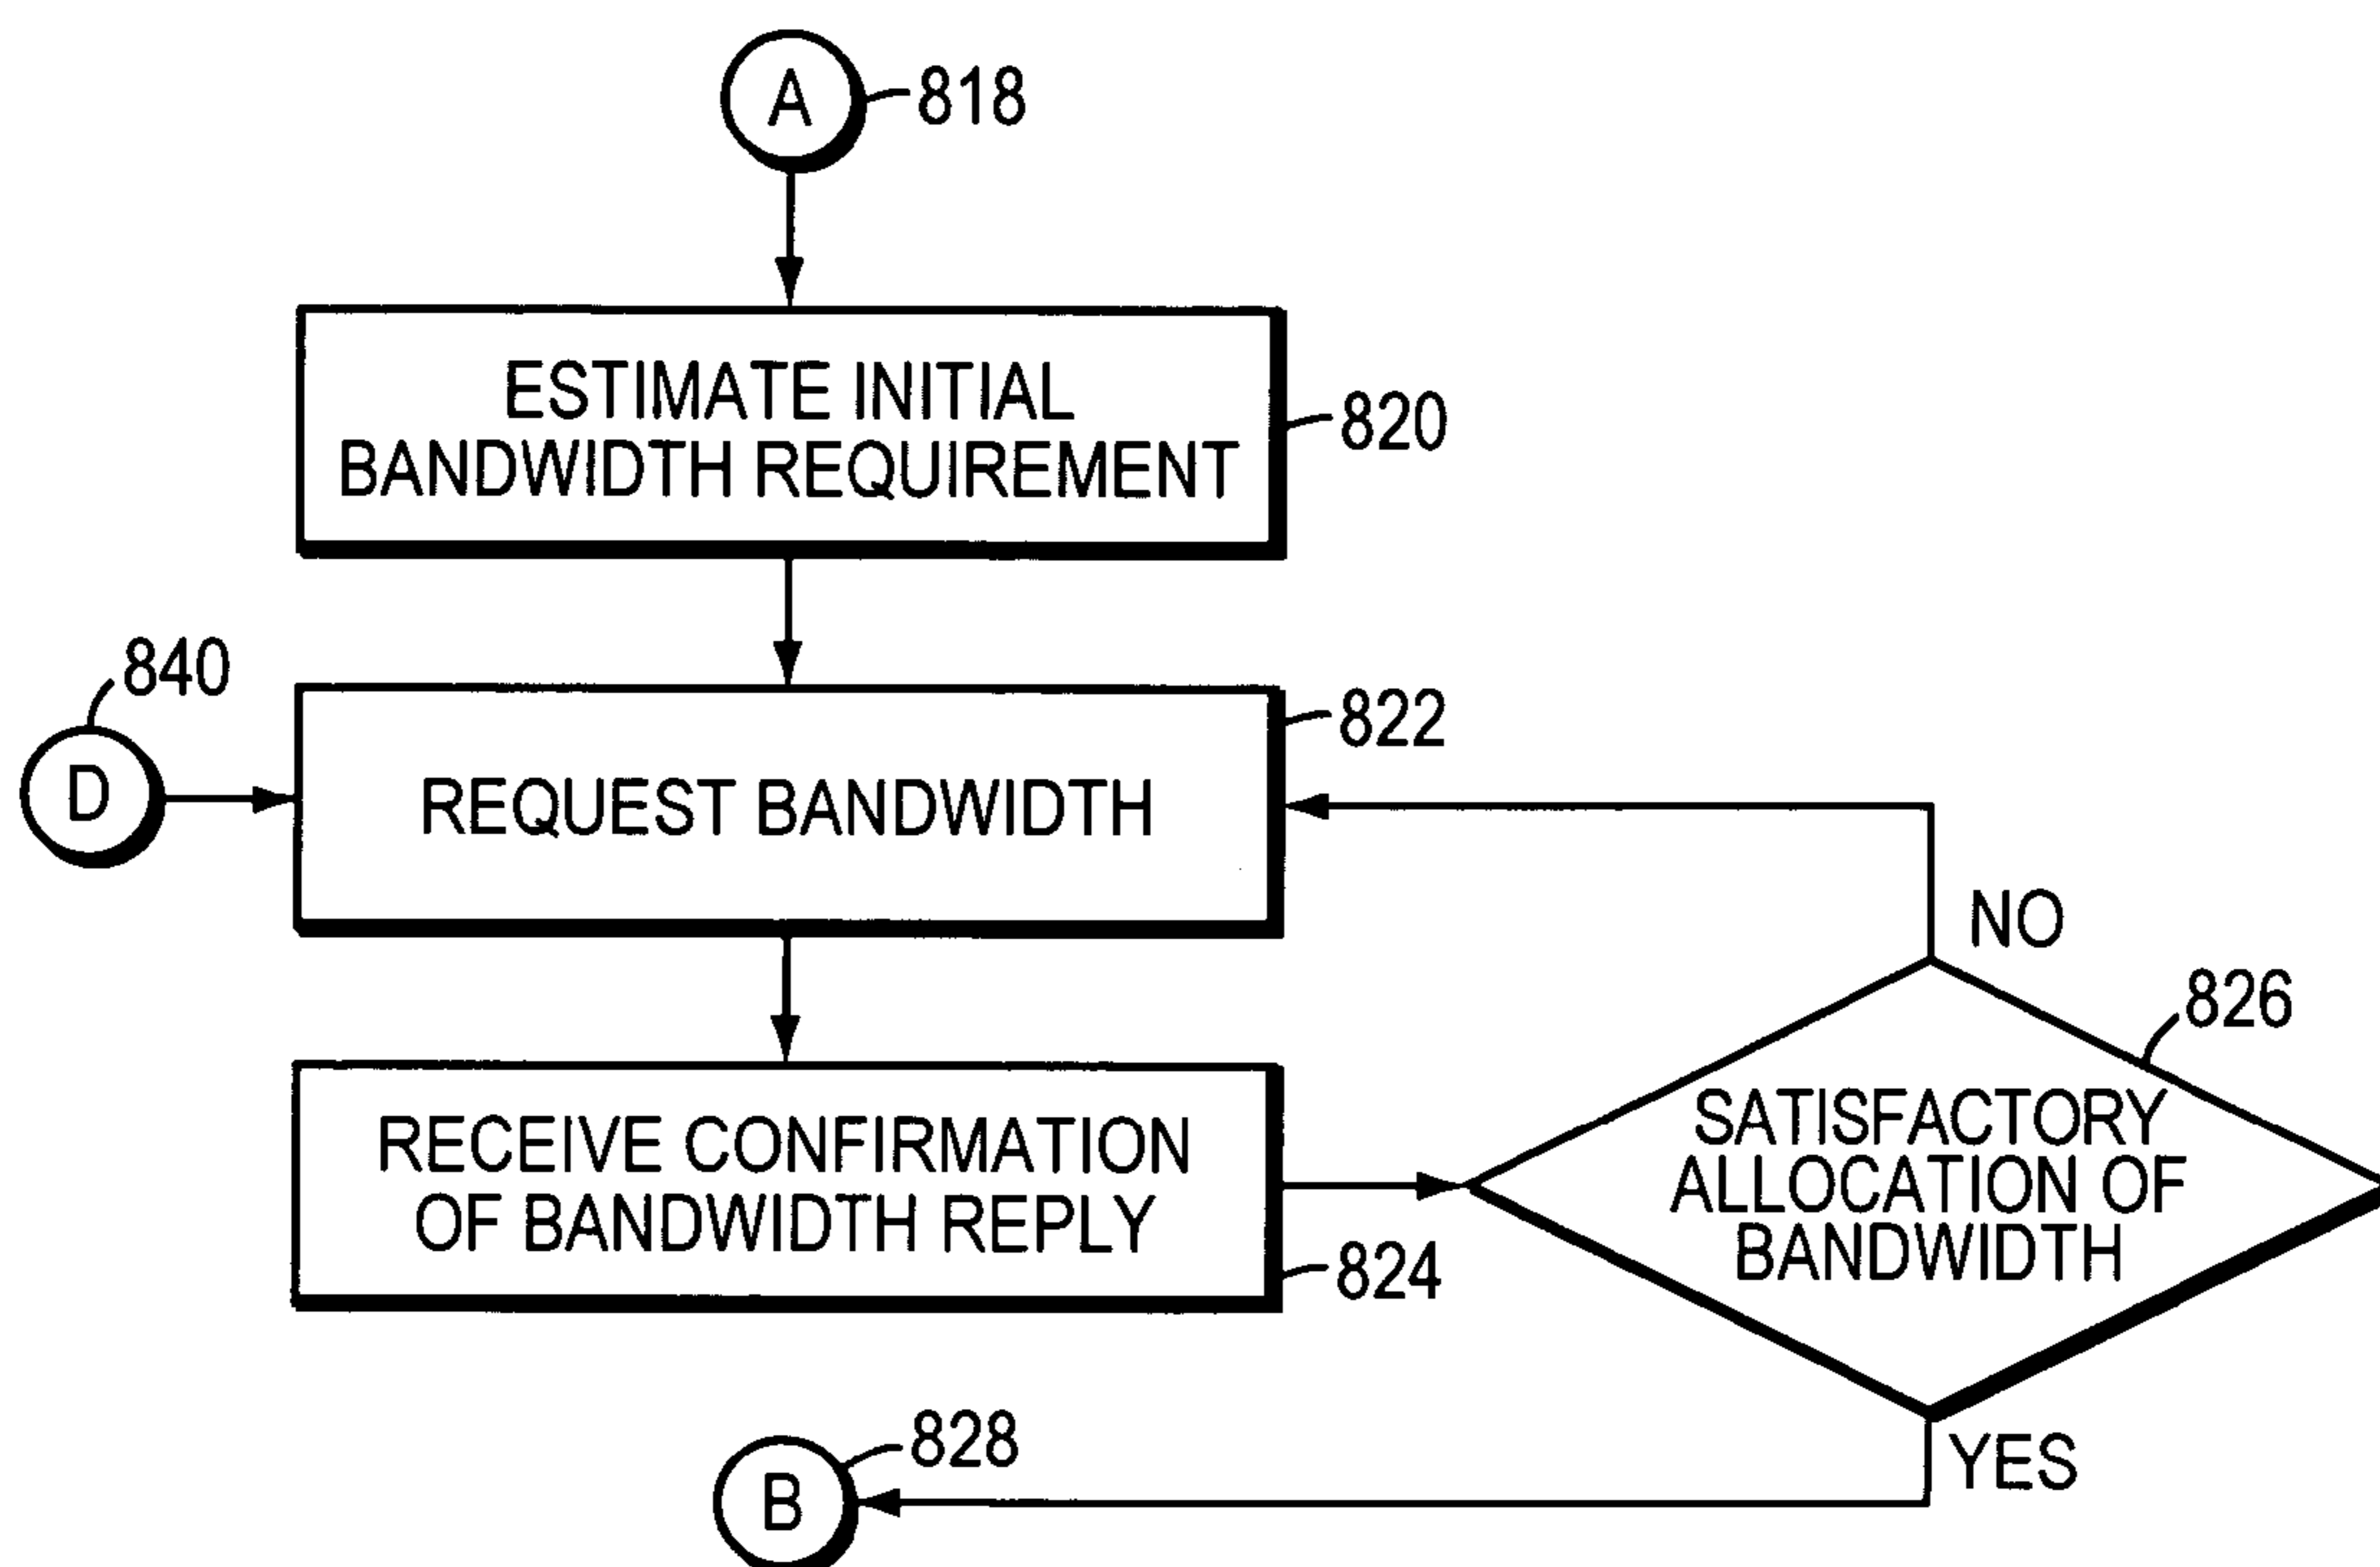 A
818
ESTIMATE INITIAL
BANDWIDTH REQUIREMENT
820
840
D
REQUEST BANDWIDTH
822
NO
826
RECEIVE CONFIRMATION
OF BANDWIDTH REPLY
824
SATISFACTORY
ALLOCATION OF
BANDWIDTH
YES
828
B